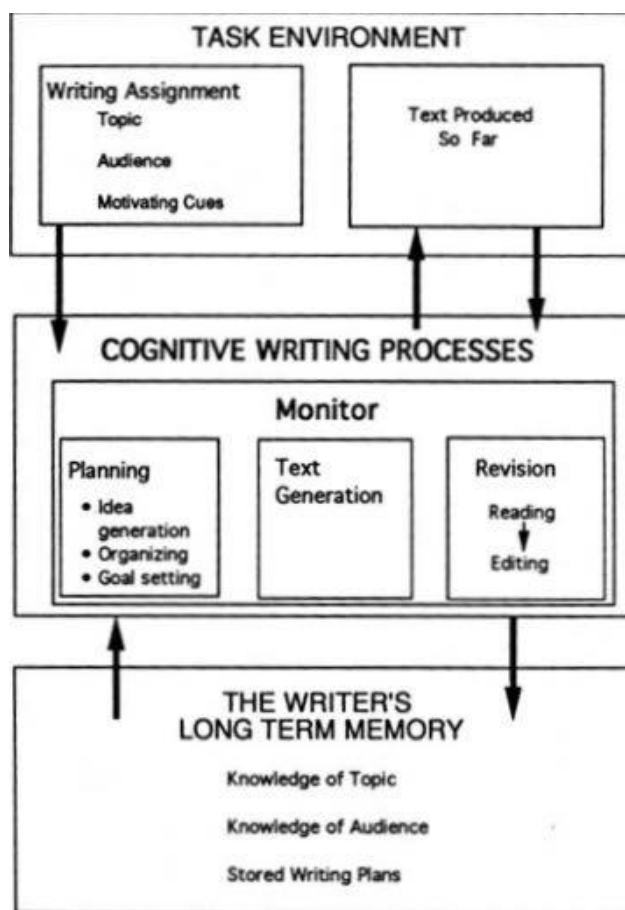 TASK ENVIRONMENT
Writing Assignment
Topic
Audience
Motivating Cues
Text Produced
So Far
COGNITIVE WRITING PROCESSES
Monitor
Planning
• Idea
generation
• Organizing
• Goal setting
Text
Generation
Revision
Reading
Editing
THE WRITER'S
LONG TERM MEMORY
Knowledge of Topic
Knowledge of Audience
Stored Writing Plans